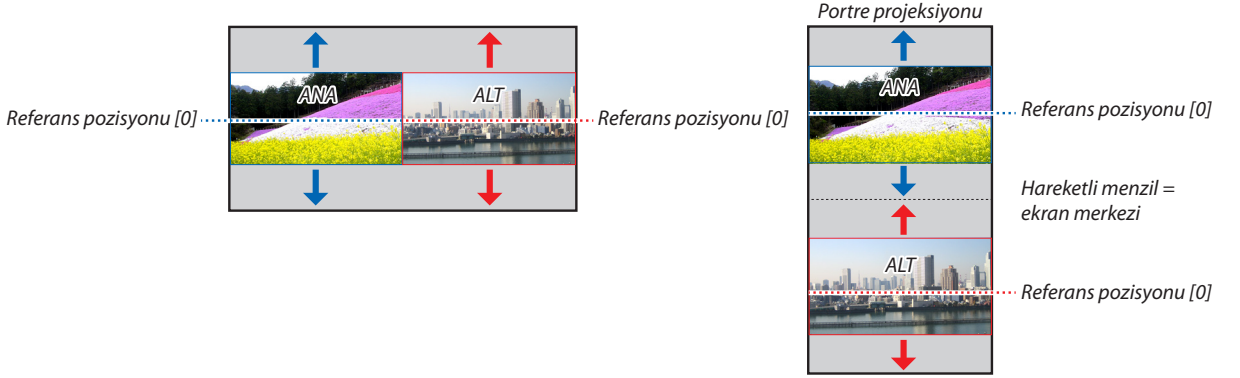 ANA
ALT
Referans pozisyonu [0]
Referans pozisyonu [0]
Portre projeksiyonu
ANA
Referans pozisyonu [0]
Hareketli menzil =
ekran merkezi
ALT
Referans pozisyonu [0]